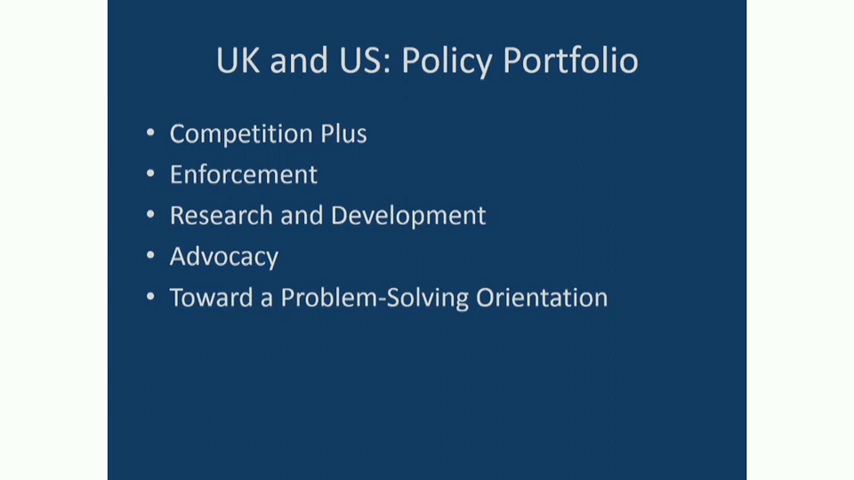 UK and US: Policy Portfolio
• Competition Plus
• Enforcement
• Research and Development
• Advocacy
• Toward a Problem-Solving Orientation